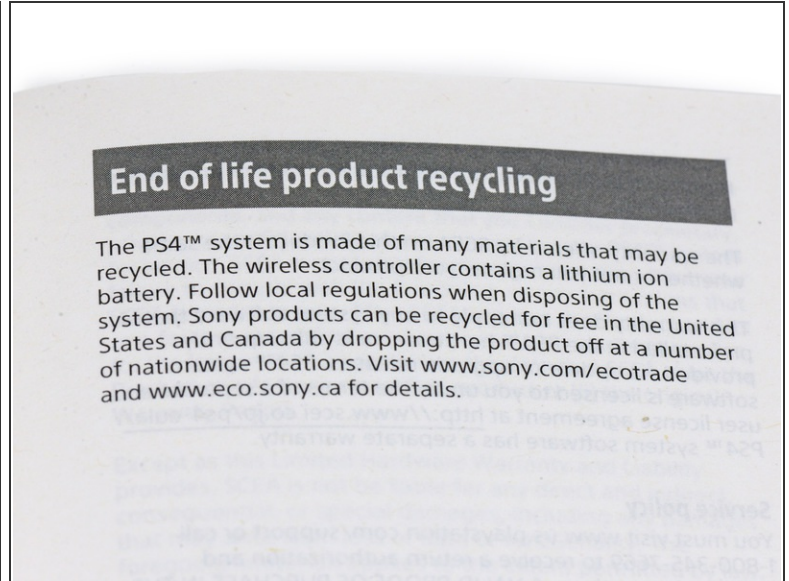 End of life product recycling
The PS4™ system is made of many materials that may be
recycled. The wireless controller contains a lithium ion
battery. Follow local regulations when disposing of the
system. Sony products can be recycled for free in the United
States and Canada by dropping the product off at a number
of nationwide locations. Visit www.sony.com/ecotrade
and www.eco.sony.ca for details.